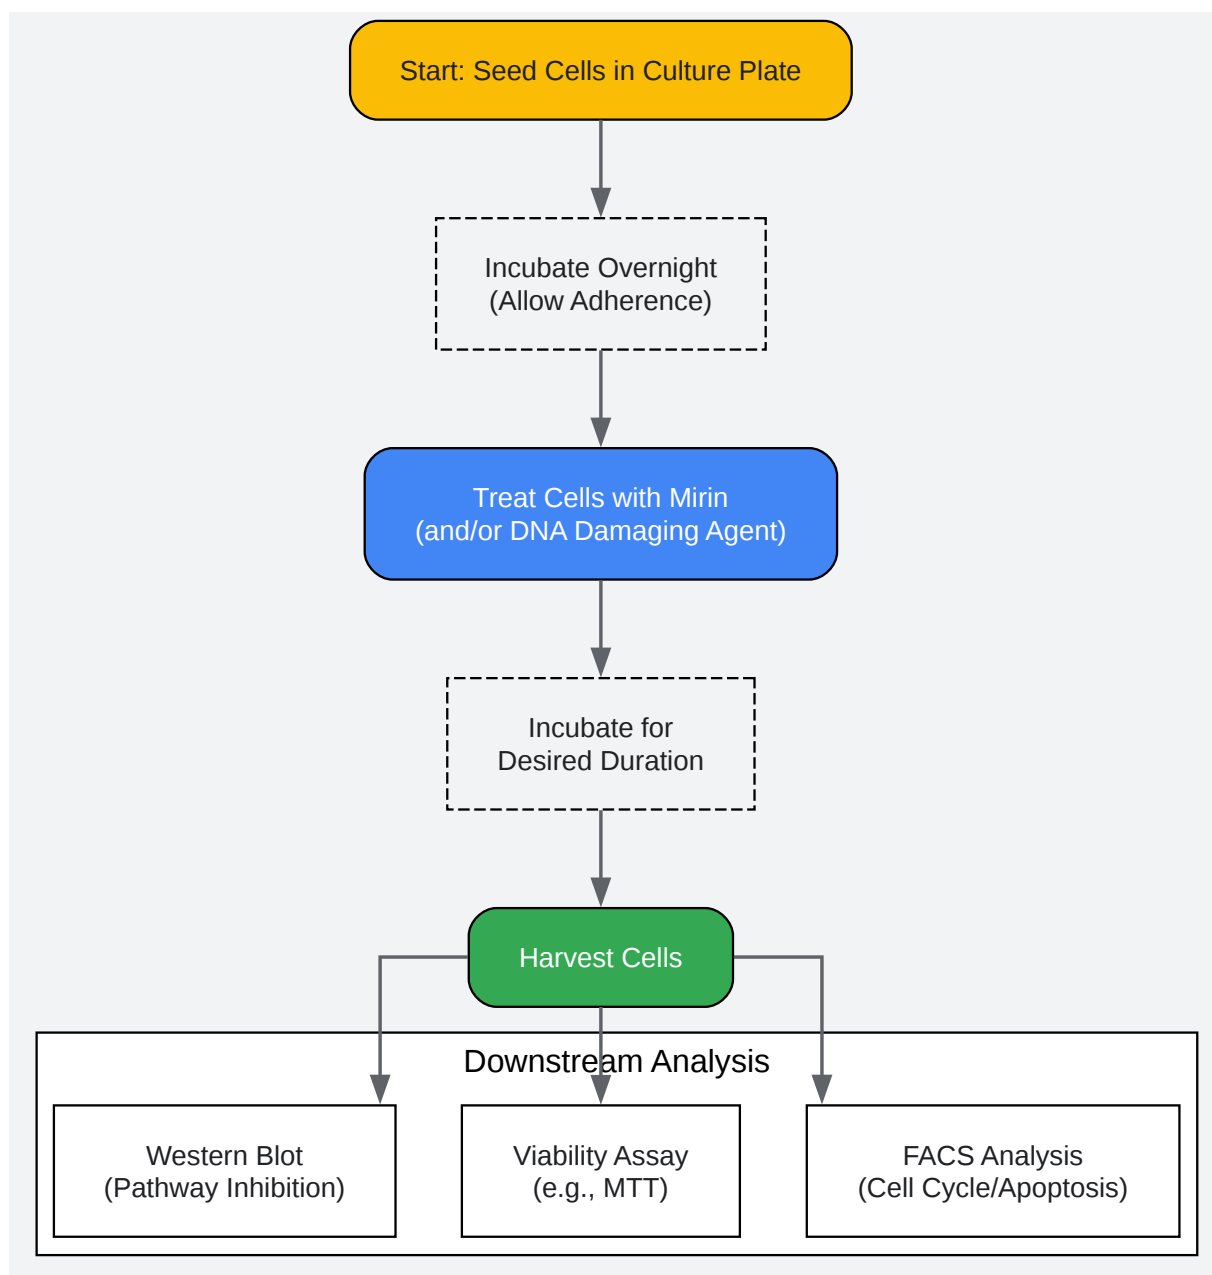 Start: Seed Cells in Culture Plate
Incubate Overnight
(Allow Adherence)
Treat Cells with Mirin
(and/or DNA Damaging Agent)
Incubate for
Desired Duration
Harvest Cells
Downstream Analysis
Western Blot
(Pathway Inhibition)
Viability Assay
(e.g., MTT)
FACS Analysis
(Cell Cycle/Apoptosis)